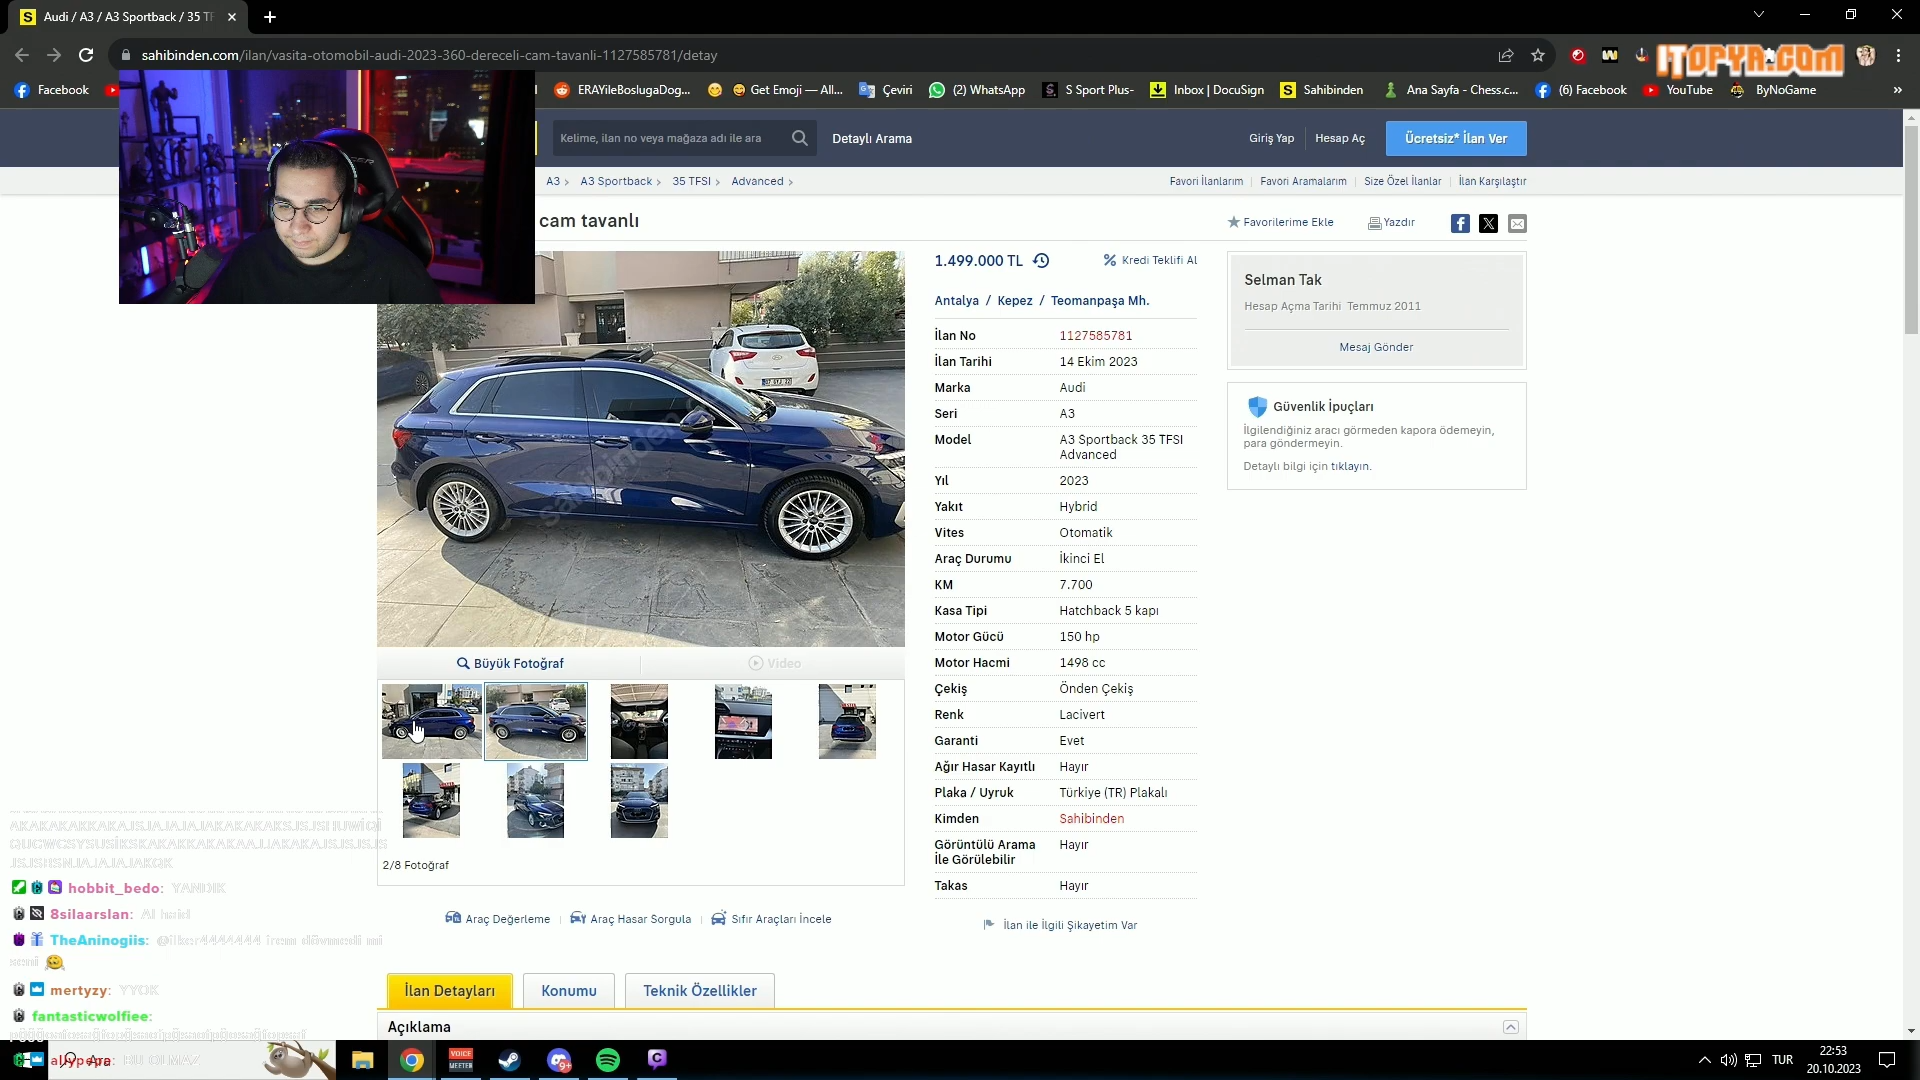 Audi / A3 / A3 Sportback / 35 TF
sahibinden.com/ilan/vasita-otomobil-audi-2023-360-dereceli-cam-tavanli-1127585781/detay
ITOPYA.COM
Facebook
ERAYileBoslugaDog...
Get Emoji — All...
Çeviri
(2) WhatsApp
S Sport Plus-
Inbox | DocuSign
Sahibinden
Ana Sayfa - Chess.c...
(6) Facebook
YouTube
ByNoGame
»
Kelime, ilan no veya mağaza adı ile ara
Detaylı Arama
Giriş Yap
Hesap Aç
Ücretsiz* İlan Ver
A3 › A3 Sportback › 35 TFSI › Advanced ›
Favori İlanlarım | Favori Aramalarım | Size Özel İlanlar | İlan Karşılaştır
cam tavanlı
Favorilerime Ekle
Yazdır
1.499.000 TL
% Kredi Teklifi Al
Antalya / Kepez / Teomanpaşa Mh.
İlan No 1127585781
İlan Tarihi 14 Ekim 2023
Marka Audi
Seri A3
Model A3 Sportback 35 TFSI
Advanced
Yıl 2023
Yakıt Hybrid
Vites Otomatik
Araç Durumu İkinci El
KM 7.700
Kasa Tipi Hatchback 5 kapı
Motor Gücü 150 hp
Motor Hacmi 1498 cc
Çekiş Önden Çekiş
Renk Lacivert
Garanti Evet
Ağır Hasar Kayıtlı Hayır
Plaka / Uyruk Türkiye (TR) Plakalı
Kimden Sahibinden
Görüntülü Arama
İle Görülebilir Hayır
Takas Hayır
İlan ile İlgili Şikayetim Var
Selman Tak
Hesap Açma Tarihi Temmuz 2011
Mesaj Gönder
Güvenlik İpuçları
İlgilendiğiniz aracı görmeden kapora ödemeyin,
para göndermeyin.
Detaylı bilgi için tıklayın.
Büyük Fotoğraf
Video
2/8 Fotoğraf
Araç Değerleme | Araç Hasar Sorgula | Sıfır Araçları İncele
İlan Detayları
Konumu
Teknik Özellikler
Açıklama
hobbit_bedo: YANDIK
8silaarslan:
TheAninogiis: @ilker4444444
mertyzy: YYOK
fantasticwolfiee:
Ara
TUR
22:53
20.10.2023